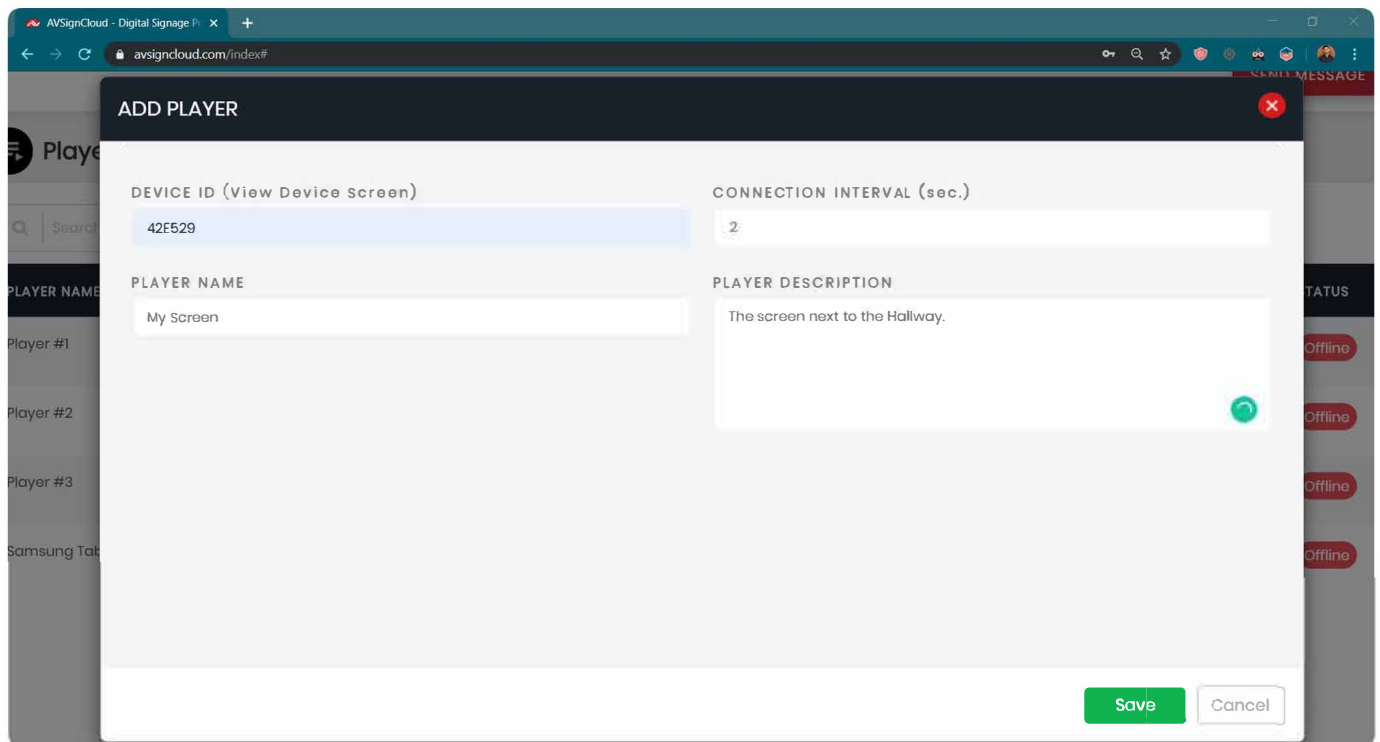 AVSignCloud - Digital Signage P
avsigncloud.com/index#
SEND MESSAGE
ADD PLAYER
Playe
DEVICE ID (View Device Screen)
CONNECTION INTERVAL (sec.)
Search
42E529
2
PLAYER NAME
PLAYER DESCRIPTION
PLAYER NAME
TATUS
My Screen
The screen next to the Hallway.
Player #1
Offline
Player #2
Offline
Player #3
Offline
Samsung Tab
Offline
Save
Cancel